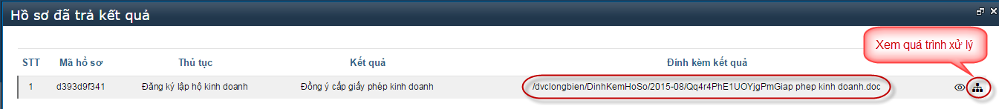 Hồ sơ đã trả kết quả
Xem quá trình xử lý
STT Mã hồ sơ Thủ tục Kết quả Đính kèm kết quả
1 d393d9f341 Đăng ký lập hộ kinh doanh Đồng ý cấp giấy phép kinh doanh /dvclongbien/DinhKemHoSo/2015-08/Qq4r4PhE1UOYjgPmGiap phep kinh doanh.doc